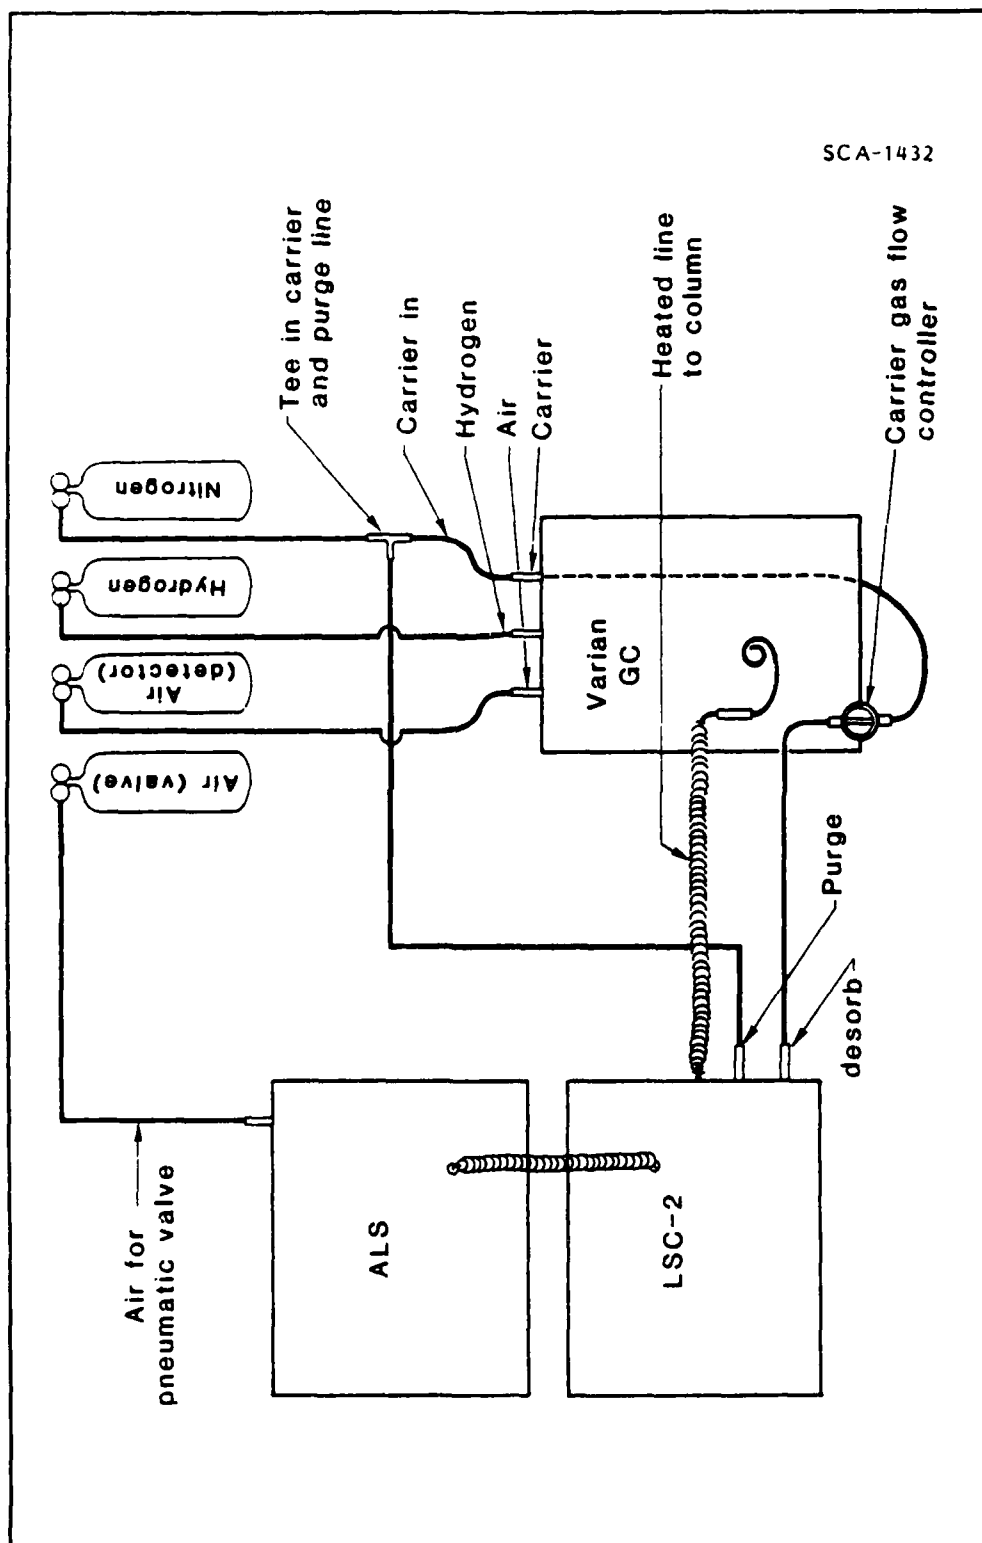 SCA-1432
Nitrogen
Hydrogen
Air
(detector)
Air (valve)
Tee in carrier
and purge line
Carrier in
Hydrogen
Air
Carrier
Heated line
to column
Carrier gas flow
controller
Varian
GC
Purge
desorb
Air for
pneumatic valve
ALS
LSC-2